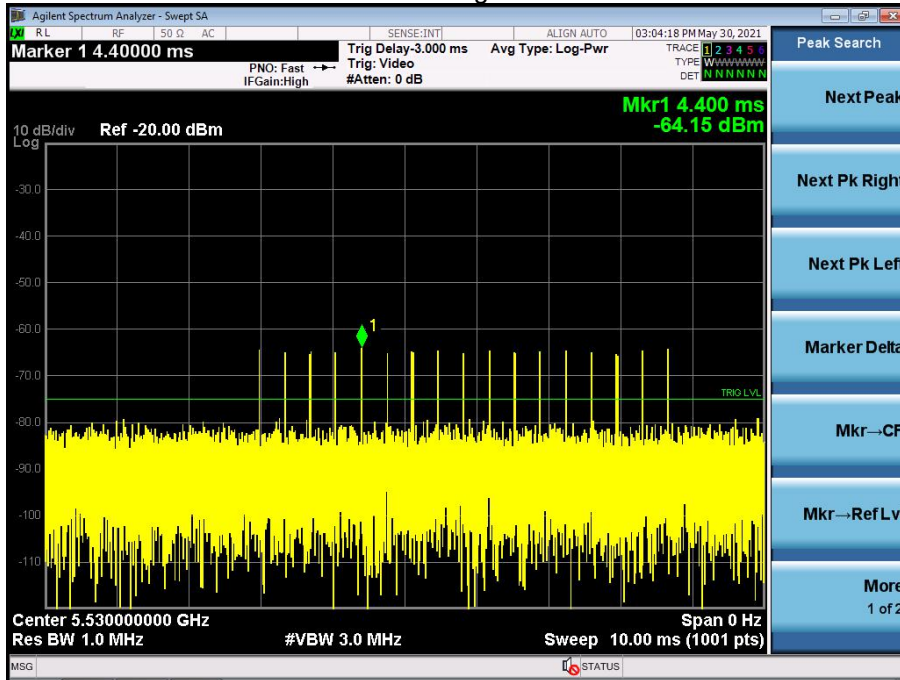 Agilent Spectrum Analyzer - Swept SA
LXI RL RF 50 Ω AC SENSE:INT ALIGN AUTO 03:04:18 PM May 30, 2021
Marker 1 4.40000 ms
PNO: Fast
IFGain:High
Trig Delay-3.000 ms
Trig: Video
#Atten: 0 dB
Avg Type: Log-Pwr
TRACE 1 2 3 4 5 6
TYPE WWWWWW
DET N N N N N N
Mkr1 4.400 ms
-64.15 dBm
10 dB/div Ref -20.00 dBm
Log
-30.0
-40.0
-50.0
-60.0
-70.0
-80.0
-90.0
-100
-110
1
TRIG LVL
Center 5.530000000 GHz Span 0 Hz
Res BW 1.0 MHz #VBW 3.0 MHz Sweep 10.00 ms (1001 pts)
MSG STATUS
Peak Search
Next Peak
Next Pk Right
Next Pk Left
Marker Delta
Mkr→CF
Mkr→Ref Lv
More
1 of 2